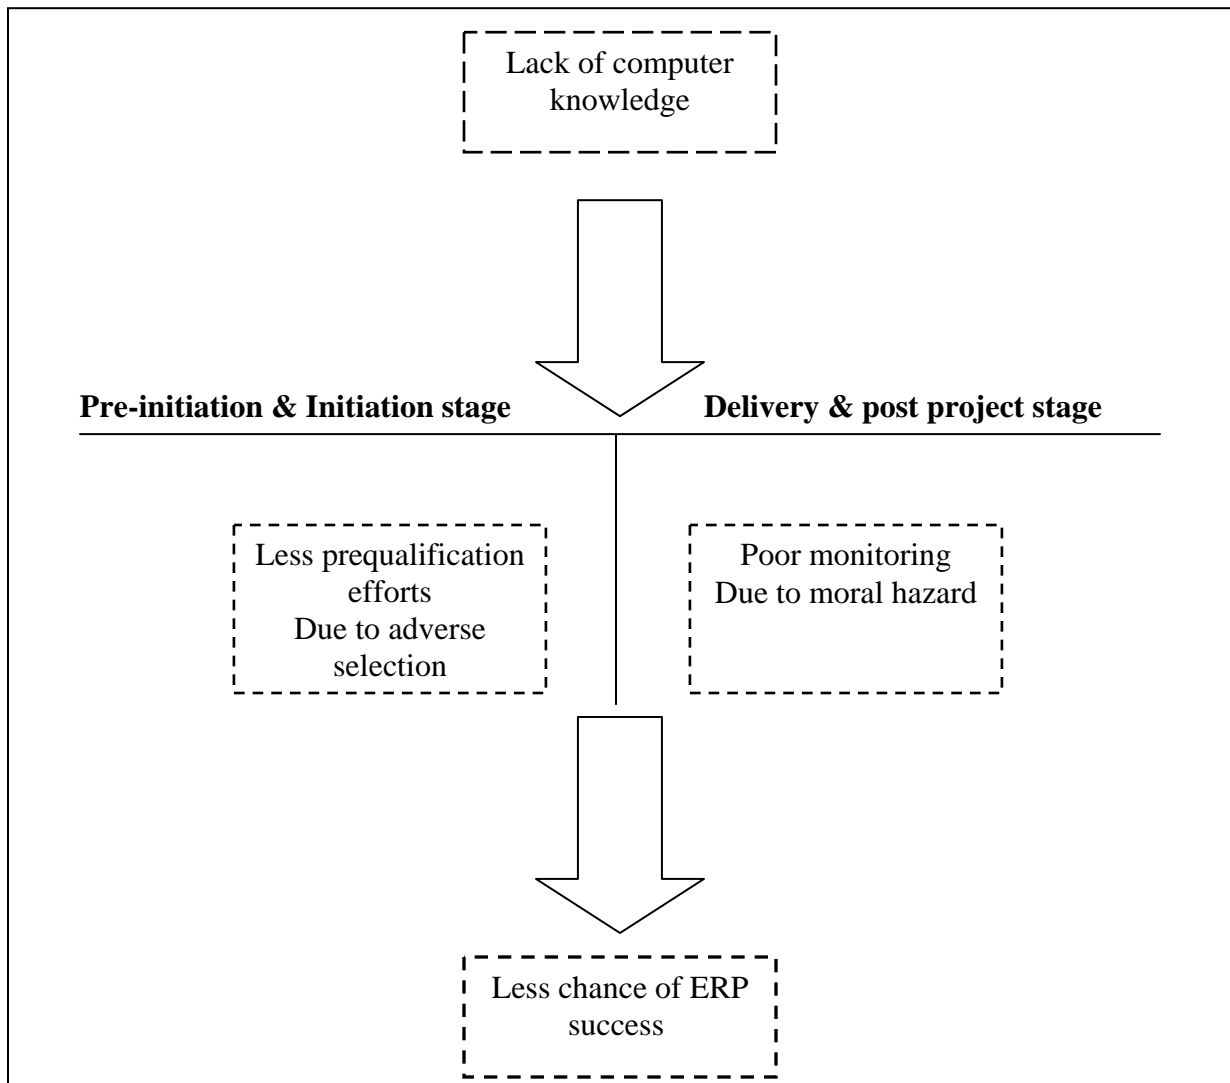 Lack of computer
knowledge
Pre-initiation & Initiation stage
Delivery & post project stage
Less prequalification
efforts
Due to adverse
selection
Poor monitoring
Due to moral hazard
Less chance of ERP
success